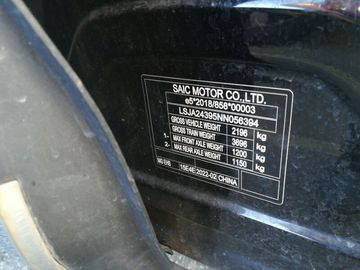 SAIC MOTOR CO.,LTD.
e5*2018/858*00003
LSJA24395NN056394
GROSS VEHICLE WEIGHT 2196 kg
GROSS TRAIN WEIGHT 3696 kg
1- MAX FRONT AXLE WEIGHT 1200 kg
2- MAX REAR AXLE WEIGHT 1150 kg
MG EHS 15E4E 2022-02 CHINA